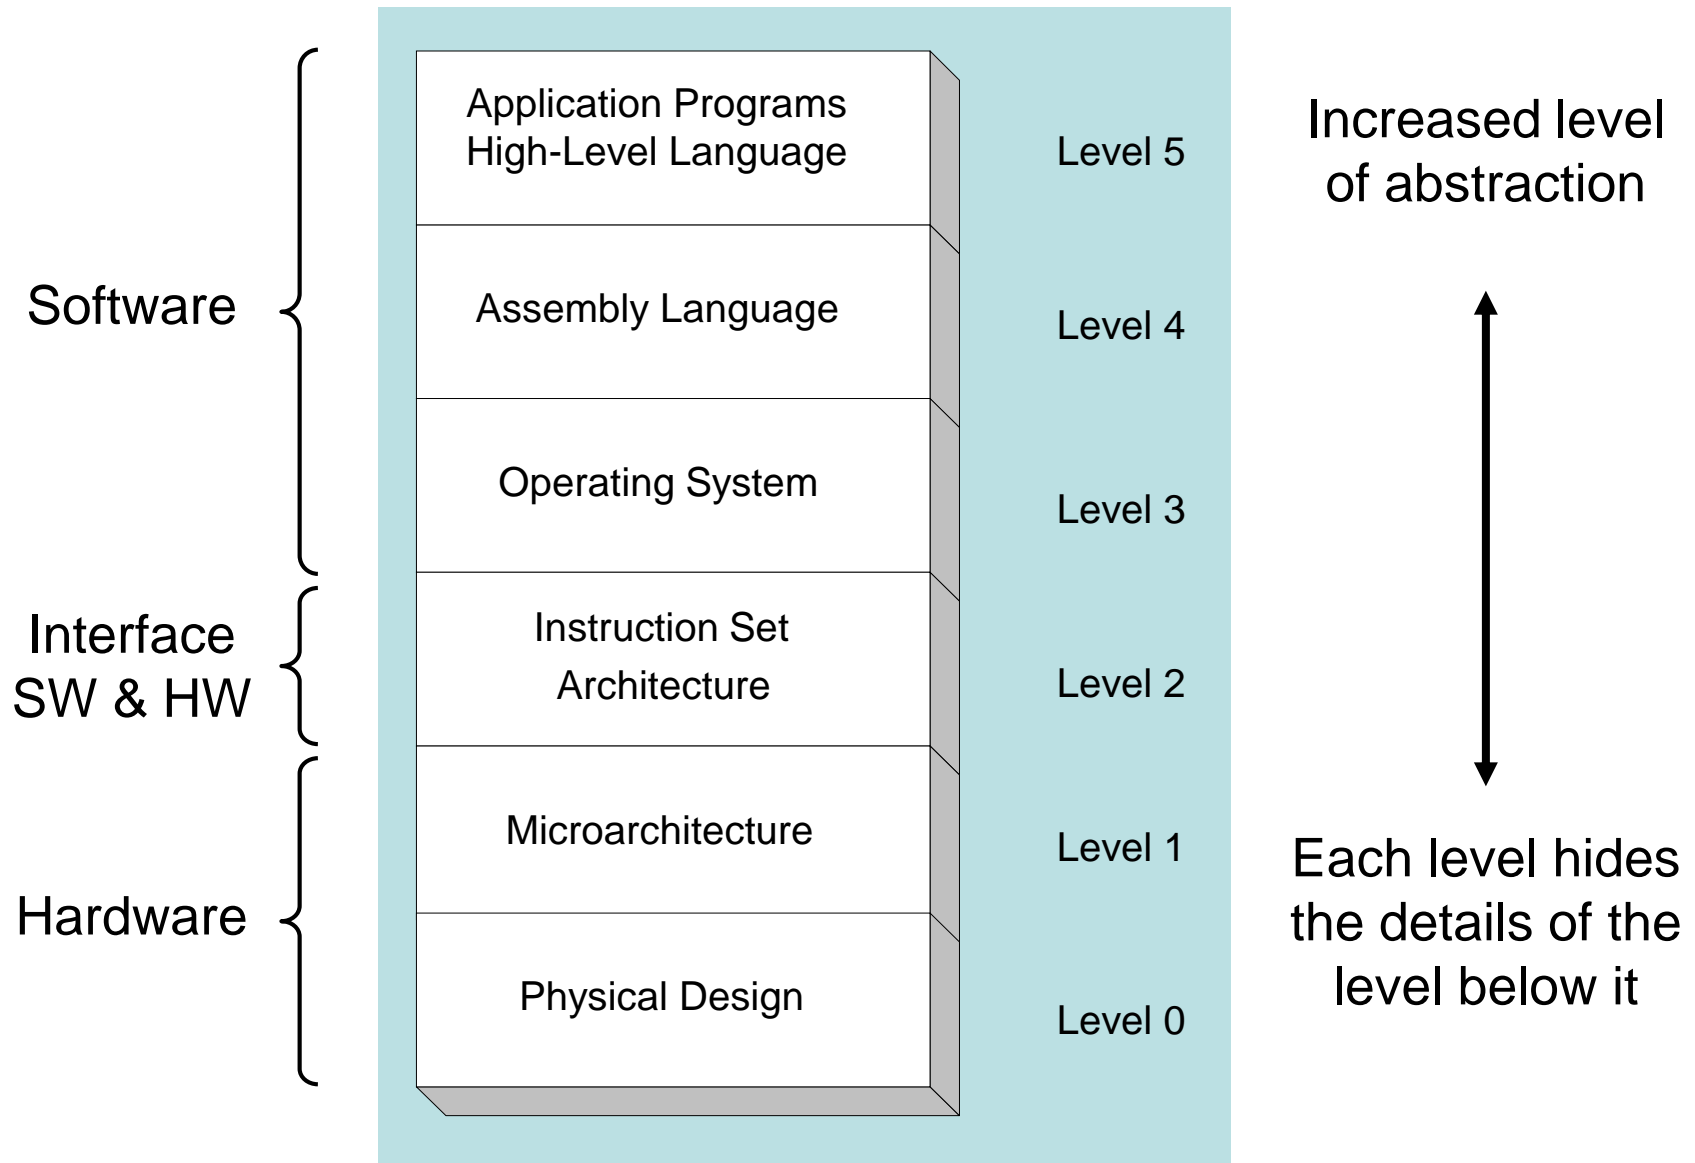 Software
Interface
SW & HW
Hardware
Application Programs
High-Level Language
Assembly Language
Operating System
Instruction Set
Architecture
Microarchitecture
Physical Design
Level 5
Level 4
Level 3
Level 2
Level 1
Level 0
Increased level
of abstraction
Each level hides
the details of the
level below it